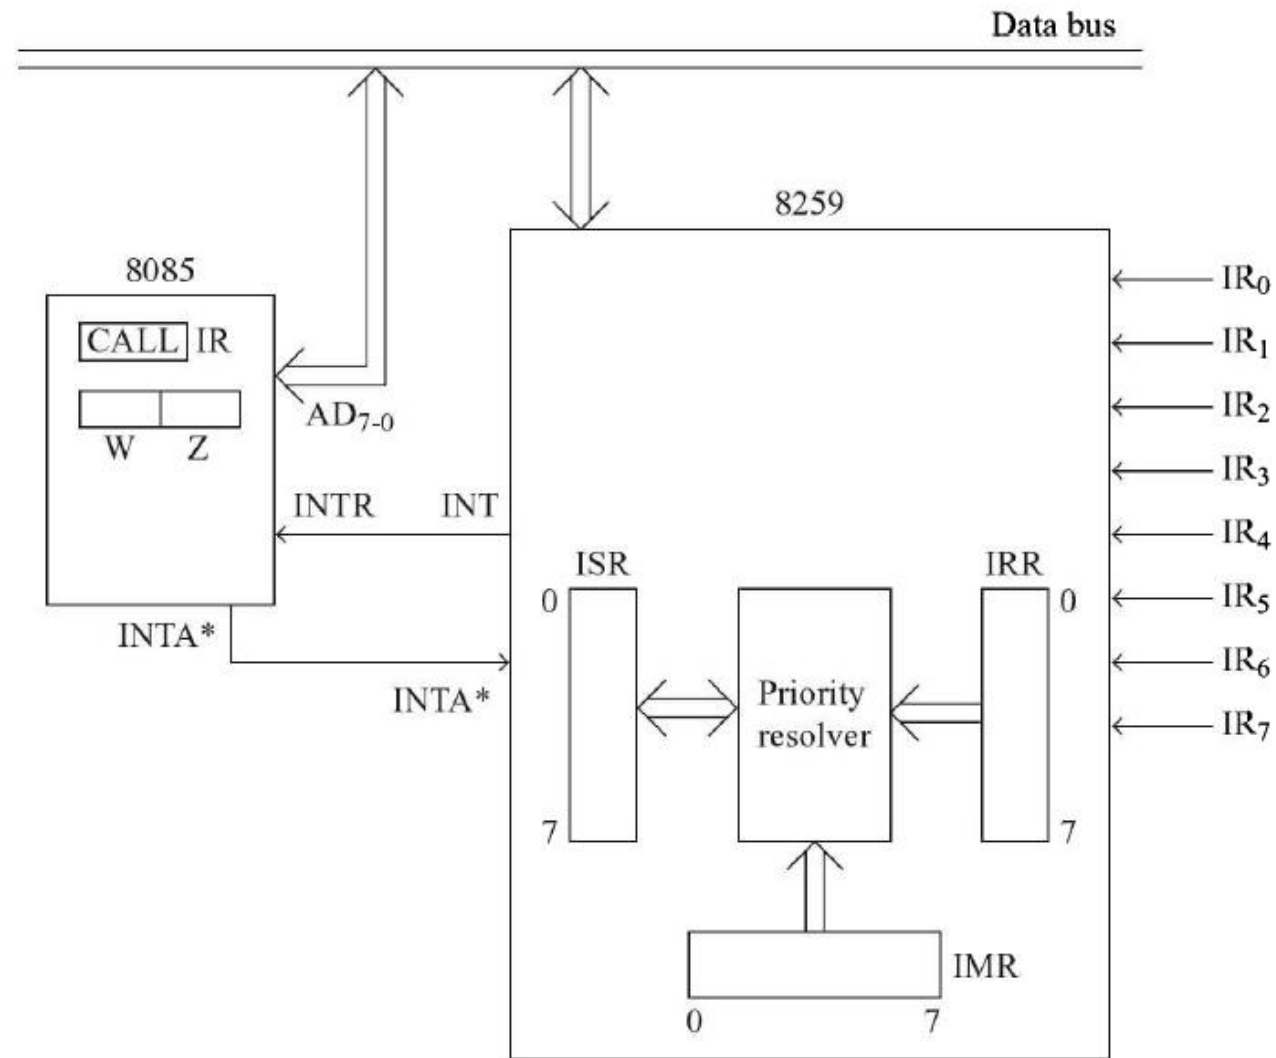 Data bus
8259
8085
CALL IR
W Z
AD7-0
INTR INT
INTA*
INTA*
ISR
0
7
Priority
resolver
IRR
0
7
IMR
0 7
IR0
IR1
IR2
IR3
IR4
IR5
IR6
IR7